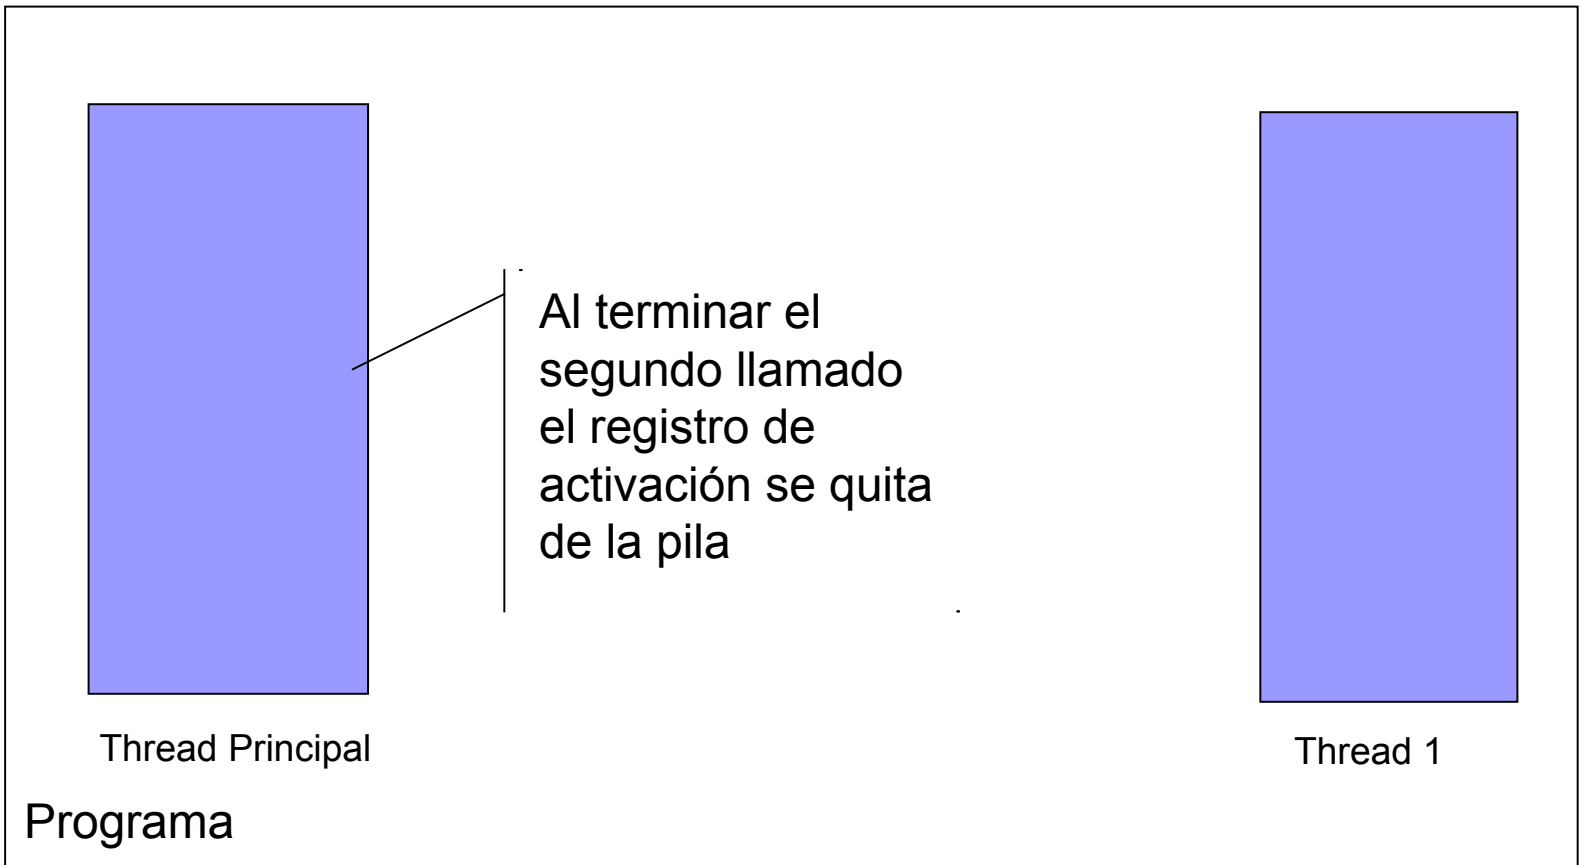 Al terminar el
segundo llamado
el registro de
activación se quita
de la pila
Thread Principal
Thread 1
Programa